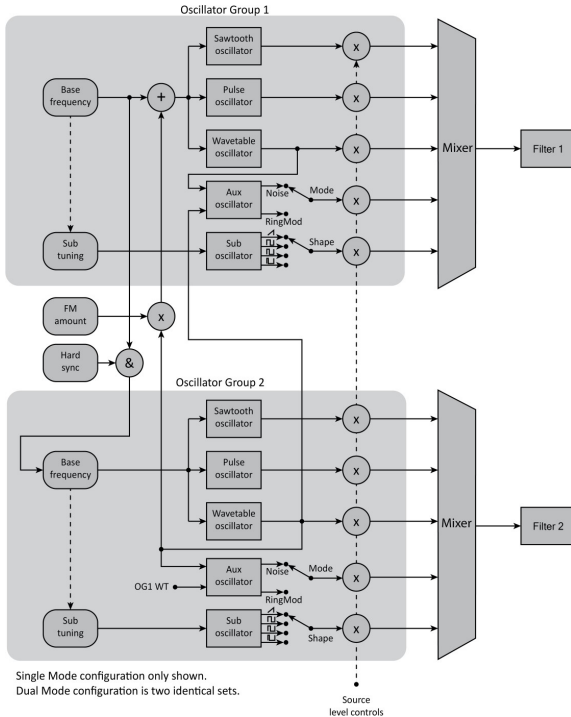 Oscillator Group 1
Sawtooth
oscillator
x
Base
frequency
+
Pulse
oscillator
x
Wavetable
oscillator
x
Mixer
Filter 1
Aux
oscillator
Noise
Mode
x
RingMod
Sub
tuning
Sub
oscillator
Shape
x
FM
amount
x
Hard
sync
&
Oscillator Group 2
Sawtooth
oscillator
x
Base
frequency
Pulse
oscillator
x
Wavetable
oscillator
x
Mixer
Filter 2
Aux
oscillator
Noise
Mode
x
OG1 WT
RingMod
Sub
tuning
Sub
oscillator
Shape
x
Single Mode configuration only shown.
Dual Mode configuration is two identical sets.
Source
level controls